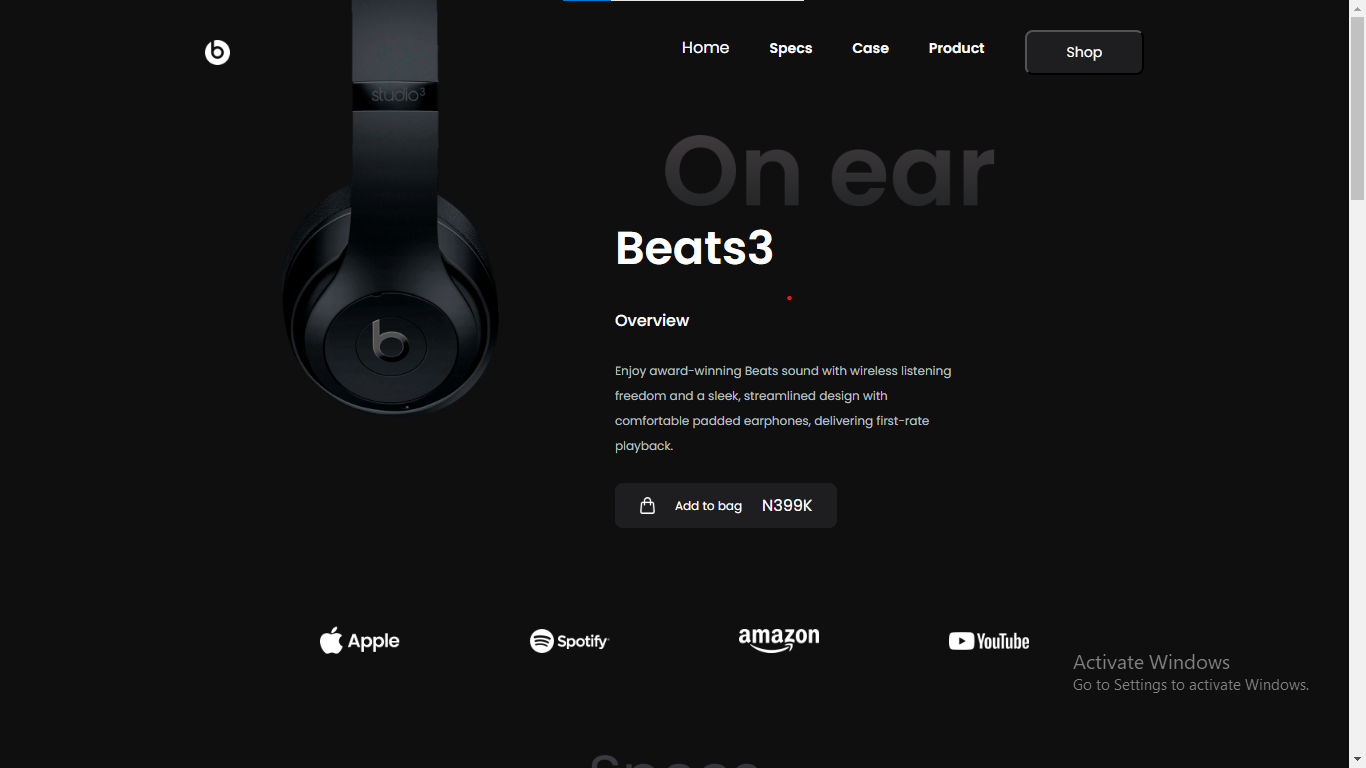 Home Specs Case Product Shop
studio3
On ear
Beats3
Overview
Enjoy award-winning Beats sound with wireless listening
freedom and a sleek, streamlined design with
comfortable padded earphones, delivering first-rate
playback.
Add to bag N399K
Apple Spotify amazon YouTube
Activate Windows
Go to Settings to activate Windows.
Specs